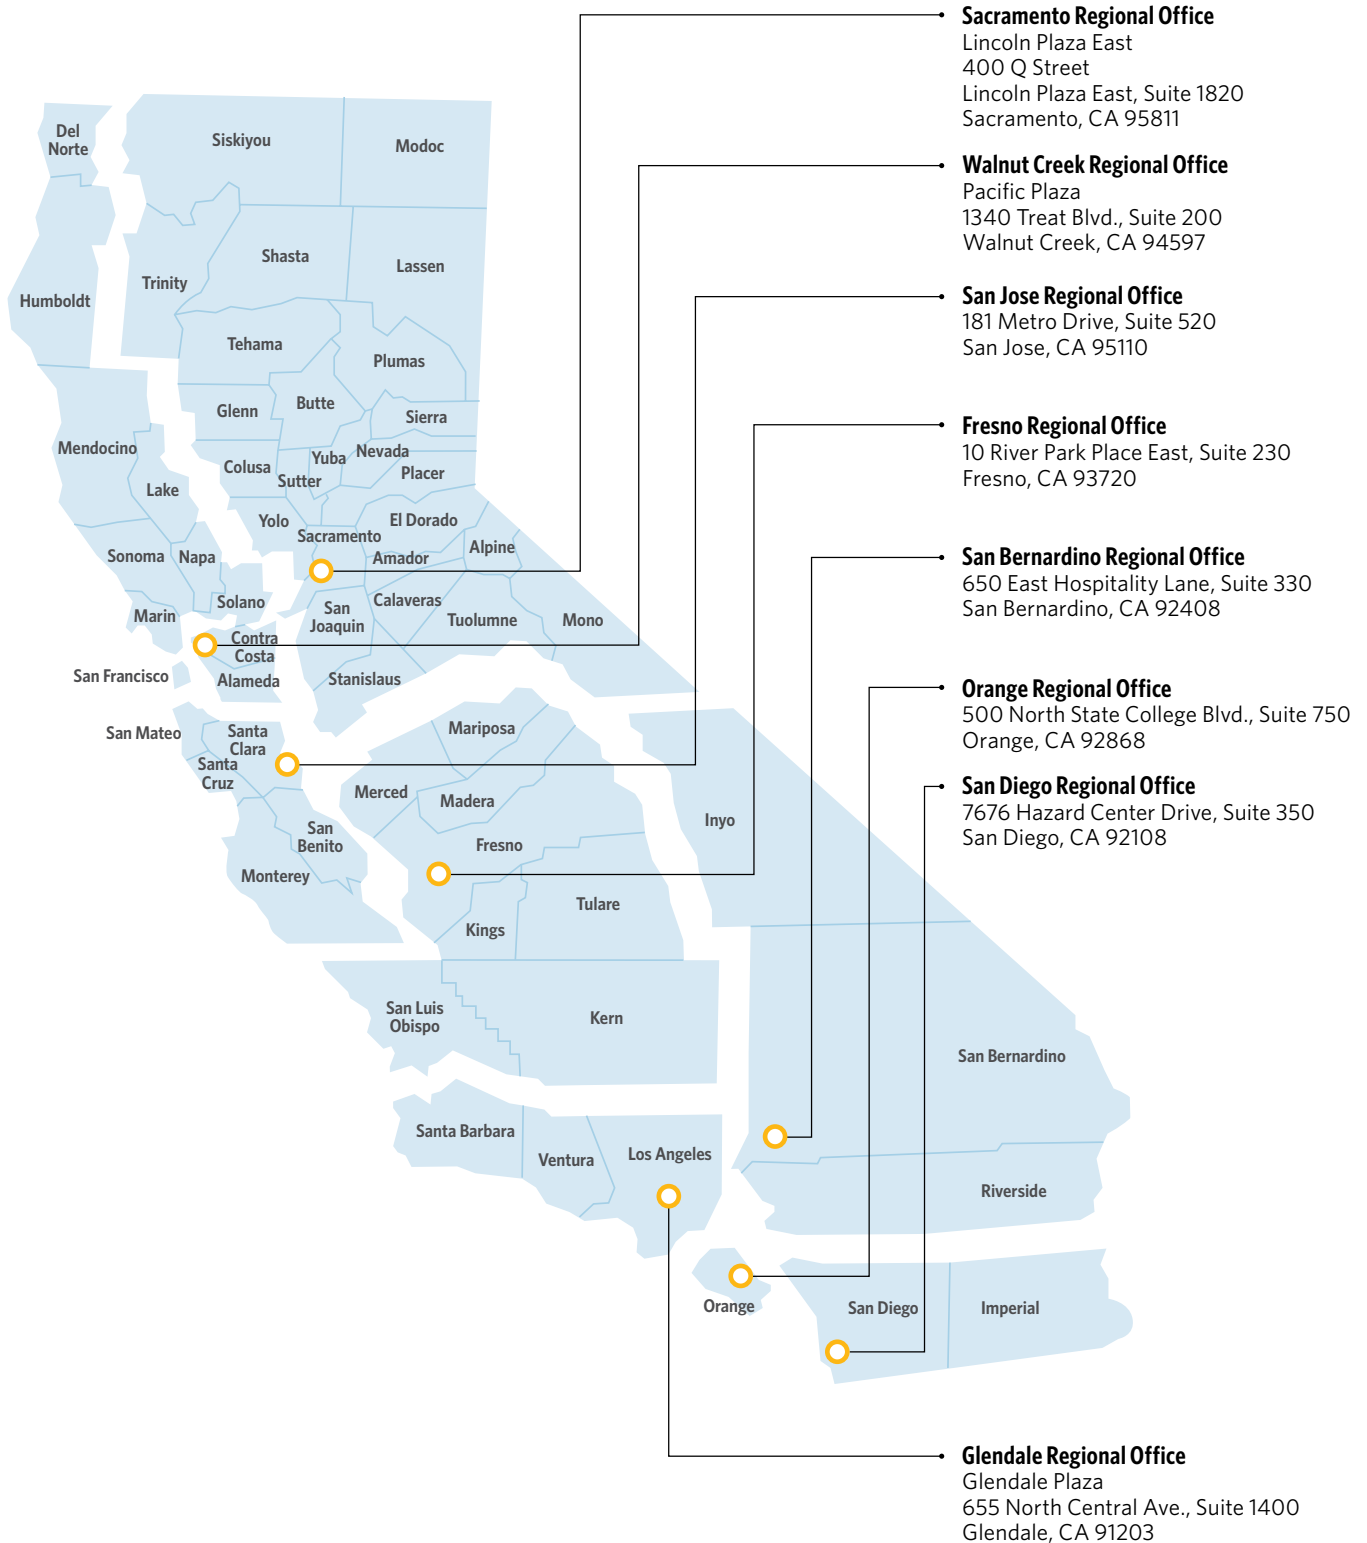 Sacramento Regional Office
Lincoln Plaza East
400 Q Street
Lincoln Plaza East, Suite 1820
Sacramento, CA 95811
Walnut Creek Regional Office
Pacific Plaza
1340 Treat Blvd., Suite 200
Walnut Creek, CA 94597
San Jose Regional Office
181 Metro Drive, Suite 520
San Jose, CA 95110
Fresno Regional Office
10 River Park Place East, Suite 230
Fresno, CA 93720
San Bernardino Regional Office
650 East Hospitality Lane, Suite 330
San Bernardino, CA 92408
Orange Regional Office
500 North State College Blvd., Suite 750
Orange, CA 92868
San Diego Regional Office
7676 Hazard Center Drive, Suite 350
San Diego, CA 92108
Glendale Regional Office
Glendale Plaza
655 North Central Ave., Suite 1400
Glendale, CA 91203
Del
Norte
Siskiyou
Modoc
Humboldt
Trinity
Shasta
Lassen
Tehama
Plumas
Glenn
Butte
Sierra
Mendocino
Colusa
Sutter
Yuba
Nevada
Placer
Lake
Yolo
Sacramento
El Dorado
Sonoma
Napa
Amador
Alpine
Marin
Solano
San
Joaquin
Calaveras
Tuolumne
Mono
Contra
Costa
San Francisco
Alameda
Stanislaus
San Mateo
Santa
Clara
Santa
Cruz
Mariposa
Merced
Madera
San
Benito
Fresno
Inyo
Monterey
Kings
Tulare
San Luis
Obispo
Kern
San Bernardino
Santa Barbara
Ventura
Los Angeles
Riverside
Orange
San Diego
Imperial